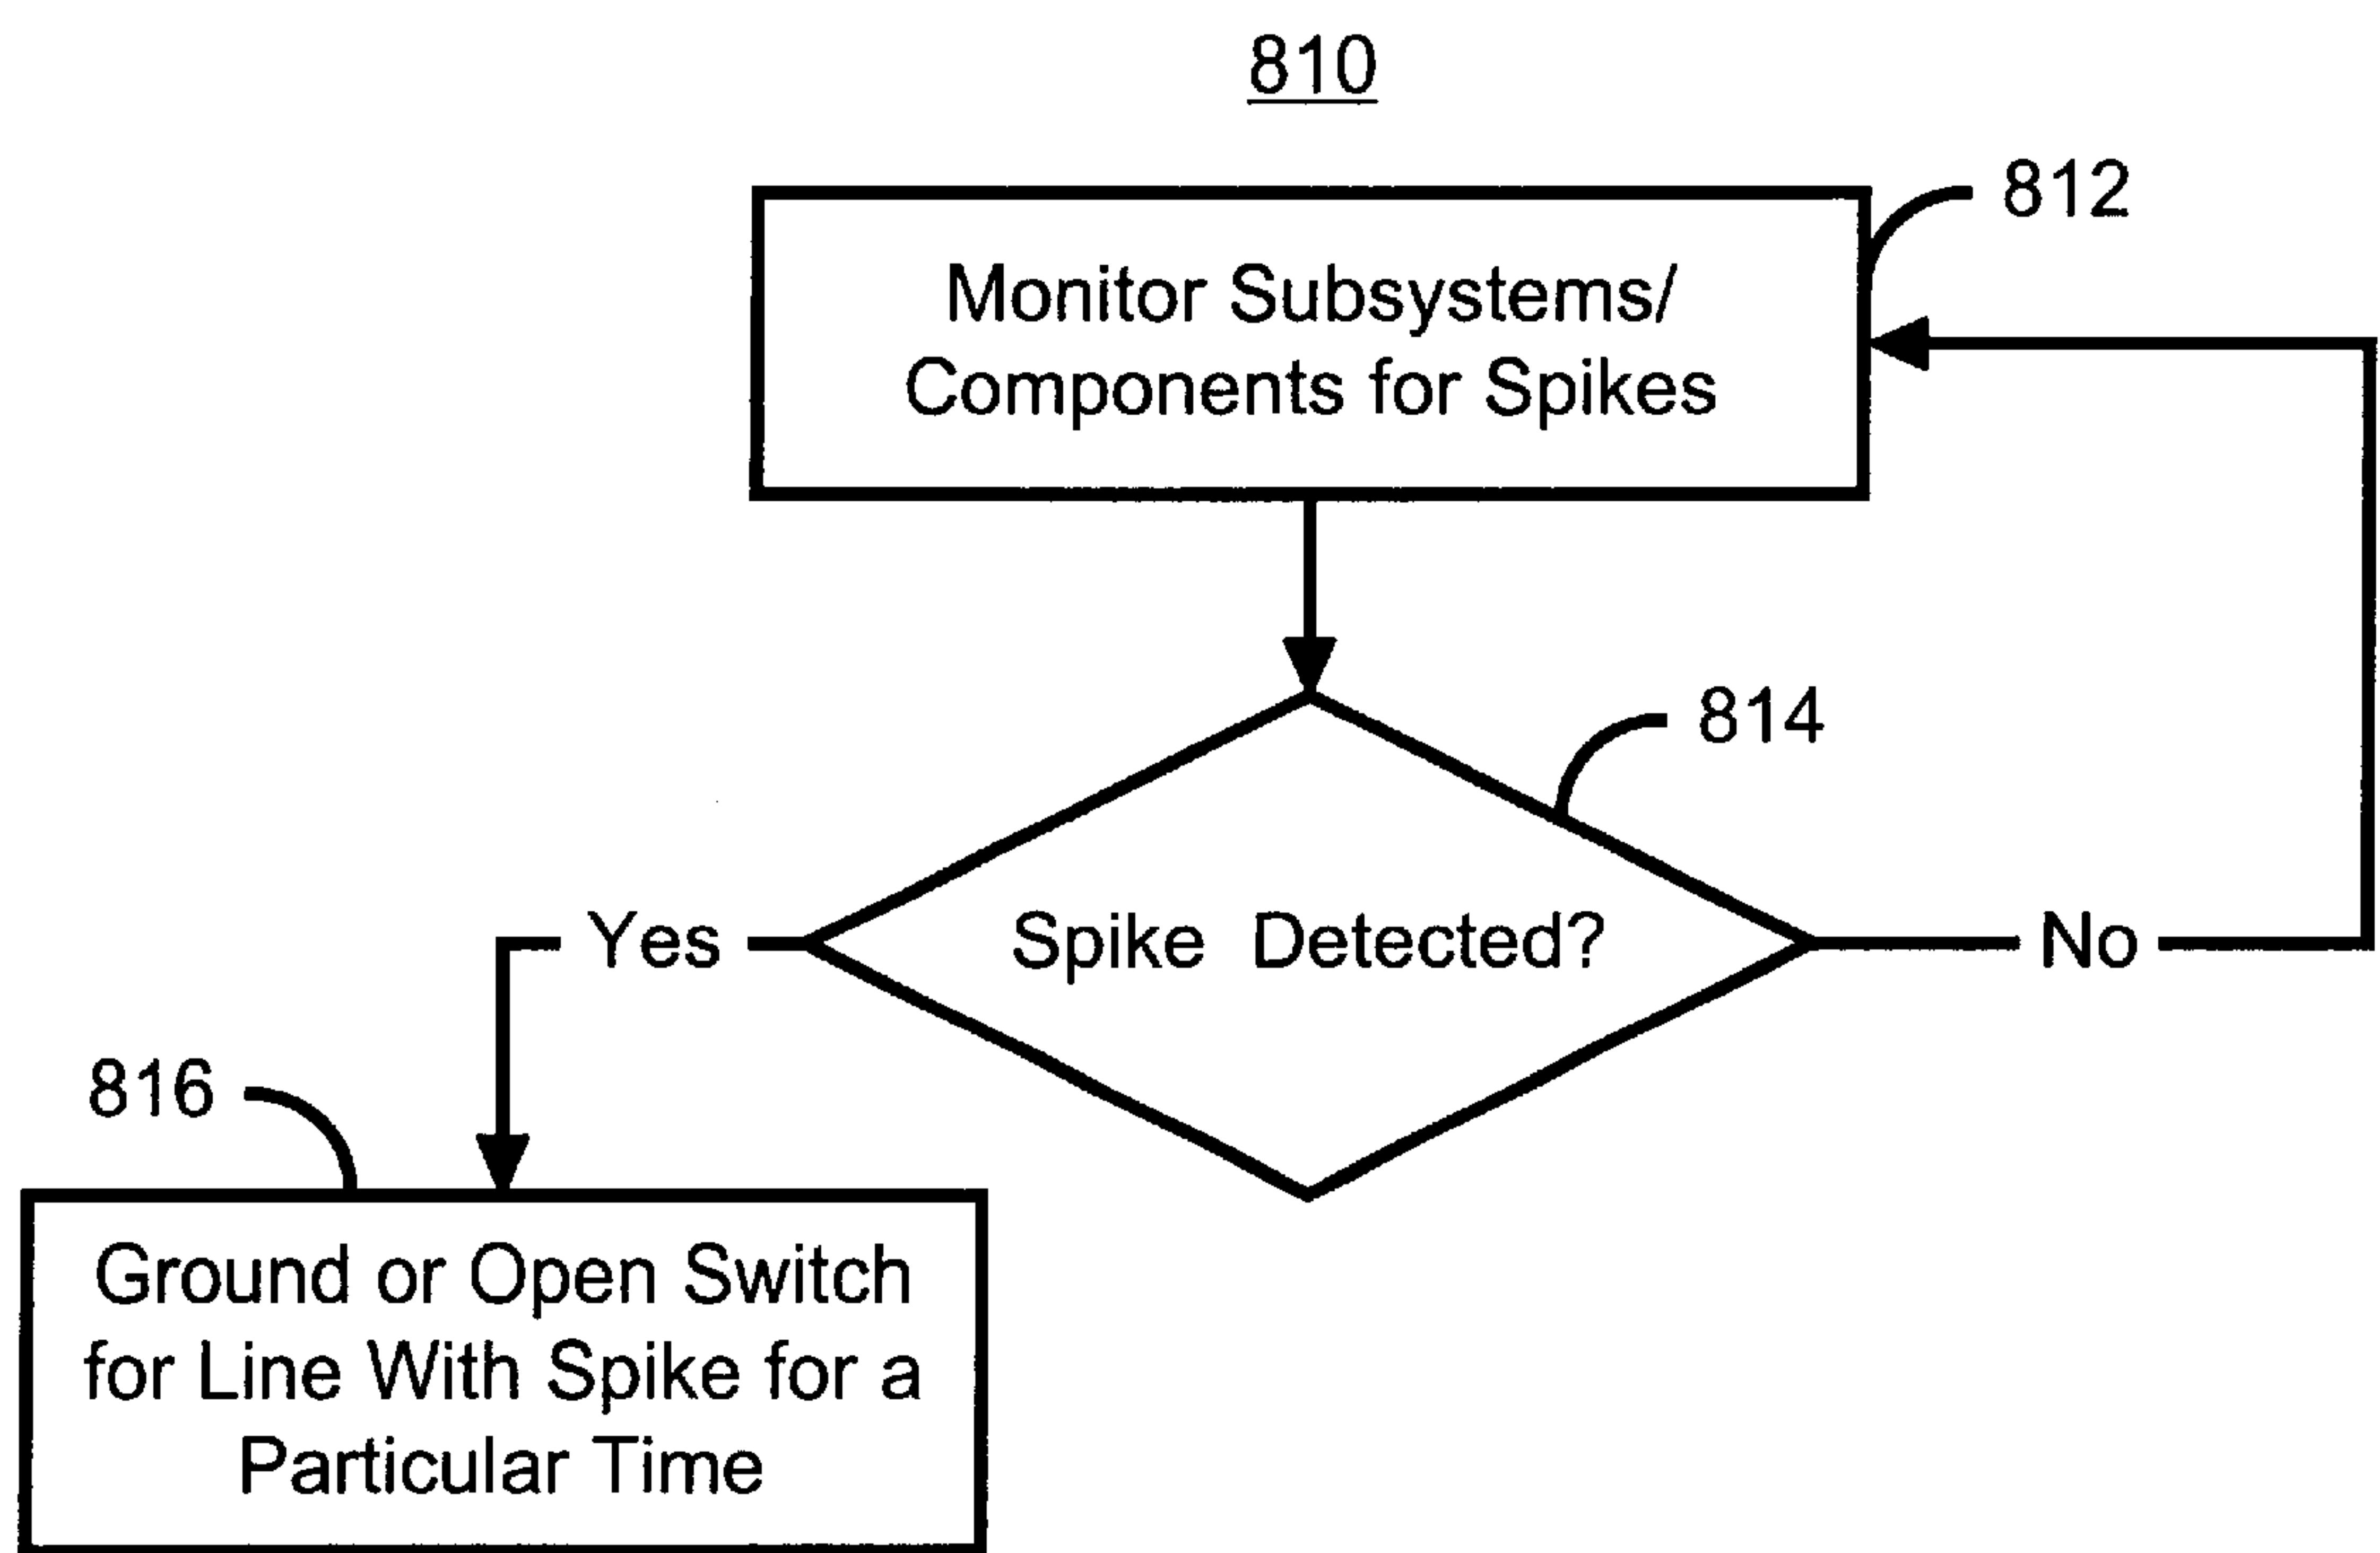 810
812
Monitor Subsystems/
Components for Spikes
814
Spike Detected?
Yes
No
816
Ground or Open Switch
for Line With Spike for a
Particular Time